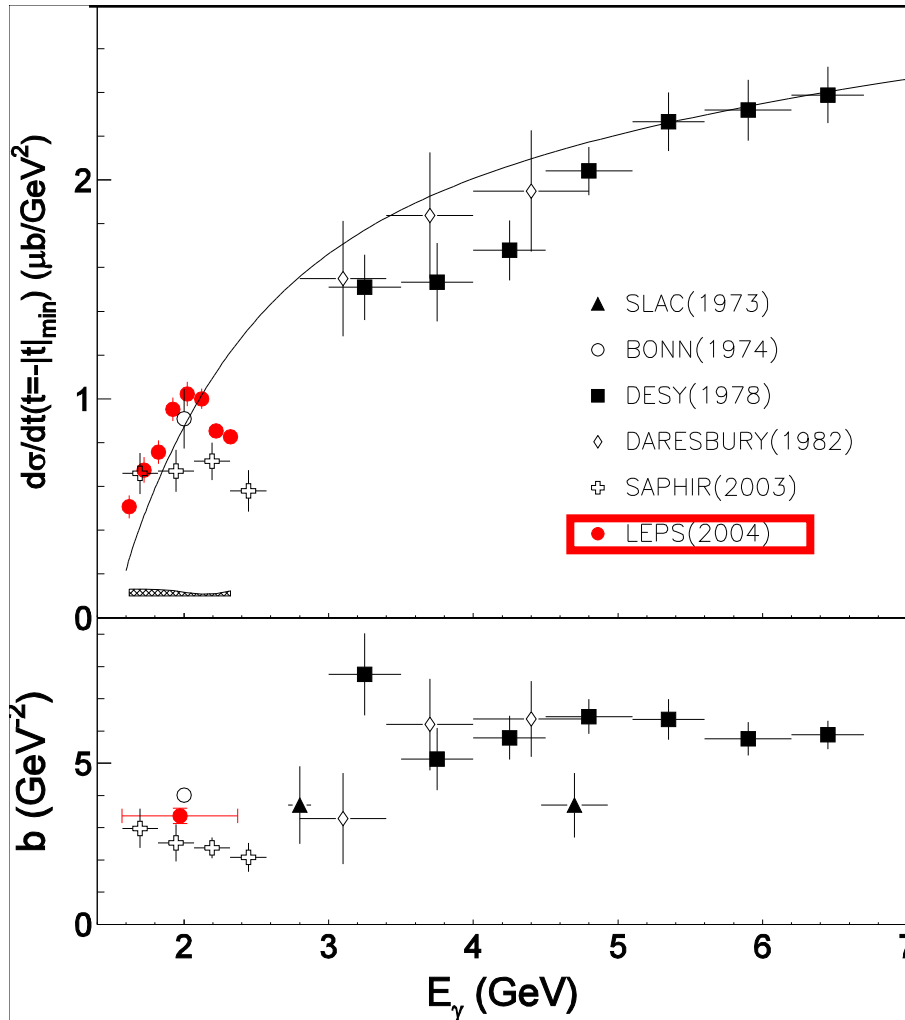 dσ/dt(t=-|t|min) (μb/GeV²)
2
1
0
SLAC(1973)
BONN(1974)
DESY(1978)
DARESBURY(1982)
SAPHIR(2003)
LEPS(2004)
b (GeV⁻²)
5
0
2 3 4 5 6 7
Eγ (GeV)